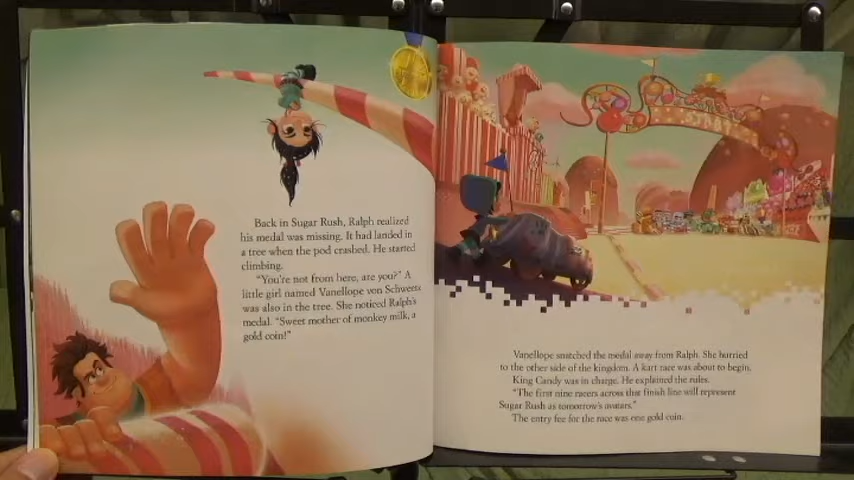 Back in Sugar Rush, Ralph realized
his medal was missing. It had landed in
a tree when the pod crashed. He started
climbing.
"You're not from here, are you?" A
little girl named Vanellope von Schweetz
was also in the tree. She noticed Ralph's
medal. "Sweet mother of monkey milk, a
gold coin!"
START
Vanellope snatched the medal away from Ralph. She hurried
to the other side of the kingdom. A kart race was about to begin.
King Candy was in charge. He explained the rules.
"The first nine racers across that finish line will represent
Sugar Rush as tomorrow's avatars."
The entry fee for the race was one gold coin.